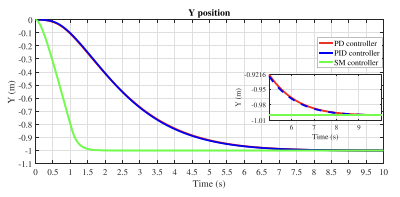 Y position
0
-0.1
-0.2
-0.3
-0.4
-0.5
-0.6
-0.7
-0.8
-0.9
-1
-1.1
Y (m)
0 0.5 1 1.5 2 2.5 3 3.5 4 4.5 5 5.5 6 6.5 7 7.5 8 8.5 9 9.5 10
Time (s)
PD controller
PID controller
SM controller
-0.9216
-0.95
-0.98
-1.01
Y (m)
6 7 8 9
Time (s)